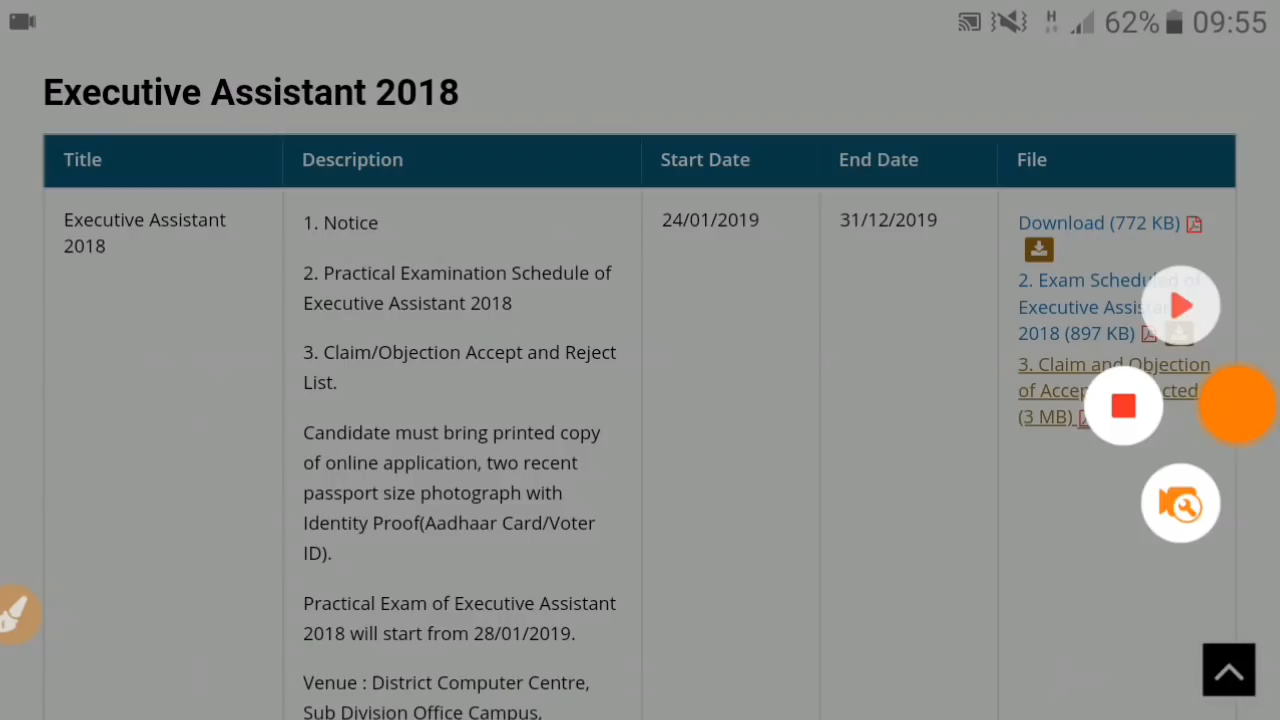 H 62% 09:55
Executive Assistant 2018
Title Description Start Date End Date File
Executive Assistant
2018
1. Notice
2. Practical Examination Schedule of
Executive Assistant 2018
3. Claim/Objection Accept and Reject
List.
Candidate must bring printed copy
of online application, two recent
passport size photograph with
Identity Proof(Aadhaar Card/Voter
ID).
Practical Exam of Executive Assistant
2018 will start from 28/01/2019.
Venue : District Computer Centre,
Sub Division Office Campus,
24/01/2019
31/12/2019
Download (772 KB)
2. Exam Scheduled of
Executive
2018 (897 KB)
3. Claim and Objection
of
(3 MB)